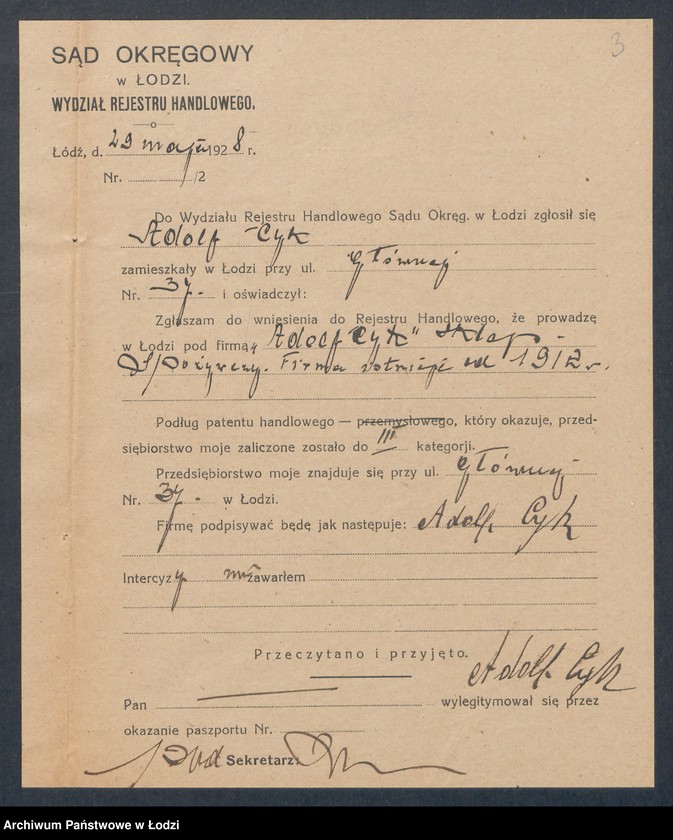 3
SĄD OKRĘGOWY
w ŁODZI.
WYDZIAŁ REJESTRU HANDLOWEGO.
Łódź, d. 29 maja 1928 r.
Nr. /2
Do Wydziału Rejestru Handlowego Sądu Okręg. w Łodzi zgłosił się
Adolf Cyk
zamieszkały w Łodzi przy ul. Głównej
Nr. 37. i oświadczył:
Zgłaszam do wniesienia do Rejestru Handlowego, że prowadzę
w Łodzi pod firmą „Adolf Cyk" sklep
Spożywczy. Firma istnieje od 1912 r.
Podług patentu handlowego — przemysłowego, który okazuje, przed-
siębiorstwo moje zaliczone zostało do III kategorji.
Przedsiębiorstwo moje znajduje się przy ul. Głównej
Nr. 37. w Łodzi.
Firmę podpisywać będę jak następuje: Adolf Cyk
Intercyzy nie zawarłem
Przeczytano i przyjęto.
Adolf Cyk
Pan wylegitymował się przez
okazanie paszportu Nr.
Pod Sekretarz:
Archiwum Państwowe w Łodzi